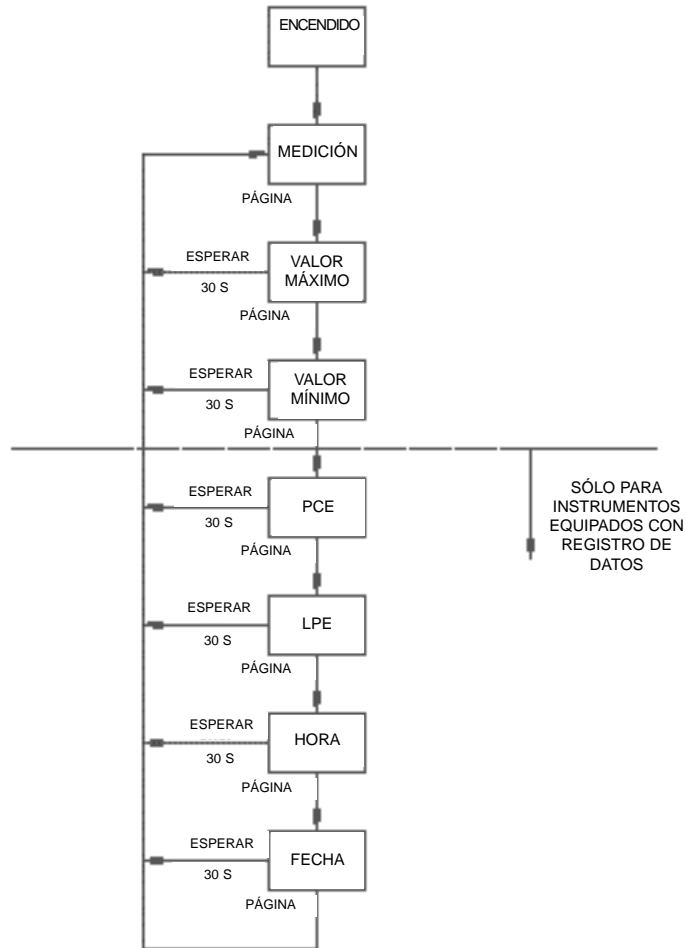 ENCENDIDO
MEDICIÓN
PÁGINA
ESPERAR
30 S
VALOR
MÁXIMO
PÁGINA
ESPERAR
30 S
VALOR
MÍNIMO
PÁGINA
ESPERAR
30 S
PCE
PÁGINA
SÓLO PARA
INSTRUMENTOS
EQUIPADOS CON
REGISTRO DE
DATOS
ESPERAR
30 S
LPE
PÁGINA
ESPERAR
30 S
HORA
PÁGINA
ESPERAR
30 S
FECHA
PÁGINA